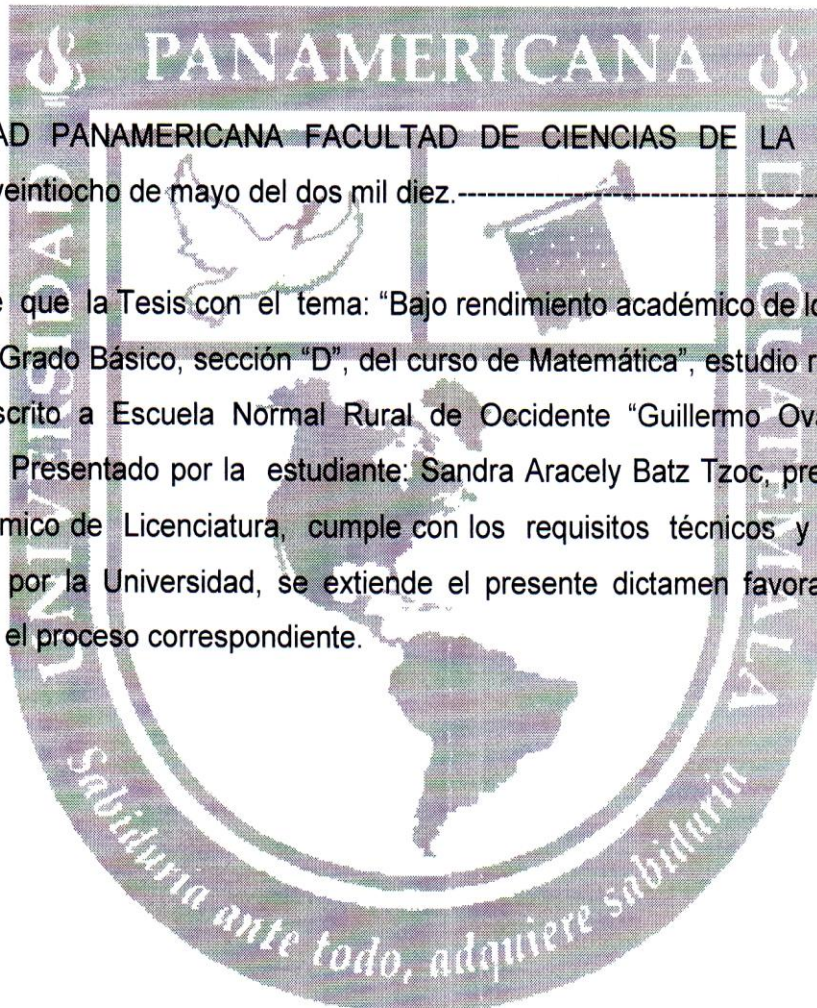 PANAMERICANA
UNIVERSIDAD
DE GUATEMALA
AD PANAMERICANA FACULTAD DE CIENCIAS DE LA
veintiocho de mayo del dos mil diez.-----------------------------------
e que la Tesis con el tema: “Bajo rendimiento académico de lo
Grado Básico, sección “D”, del curso de Matemática”, estudio r
scrito a Escuela Normal Rural de Occidente “Guillermo Ova
Presentado por la estudiante: Sandra Aracely Batz Tzoc, pre
mico de Licenciatura, cumple con los requisitos técnicos y
por la Universidad, se extiende el presente dictamen favora
el proceso correspondiente.
Sabiduría ante todo, adquiere sabiduría